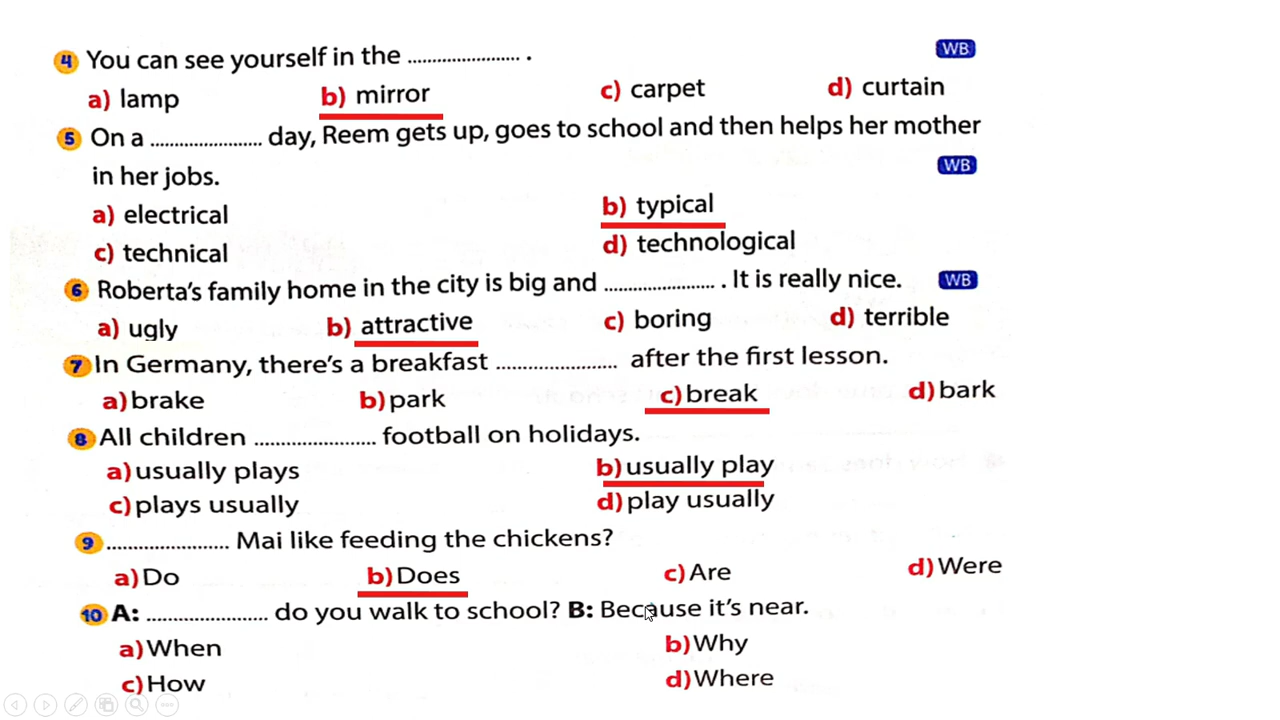 4 You can see yourself in the ........................ . WB
a) lamp b) mirror c) carpet d) curtain
5 On a ........................ day, Reem gets up, goes to school and then helps her mother
in her jobs. WB
a) electrical b) typical
c) technical d) technological
6 Roberta's family home in the city is big and ........................ . It is really nice. WB
a) ugly b) attractive c) boring d) terrible
7 In Germany, there's a breakfast ........................ after the first lesson.
a) brake b) park c) break d) bark
8 All children ........................ football on holidays.
a) usually plays b) usually play
c) plays usually d) play usually
9 ........................ Mai like feeding the chickens?
a) Do b) Does c) Are d) Were
10 A: ........................ do you walk to school? B: Because it's near.
a) When b) Why
c) How d) Where